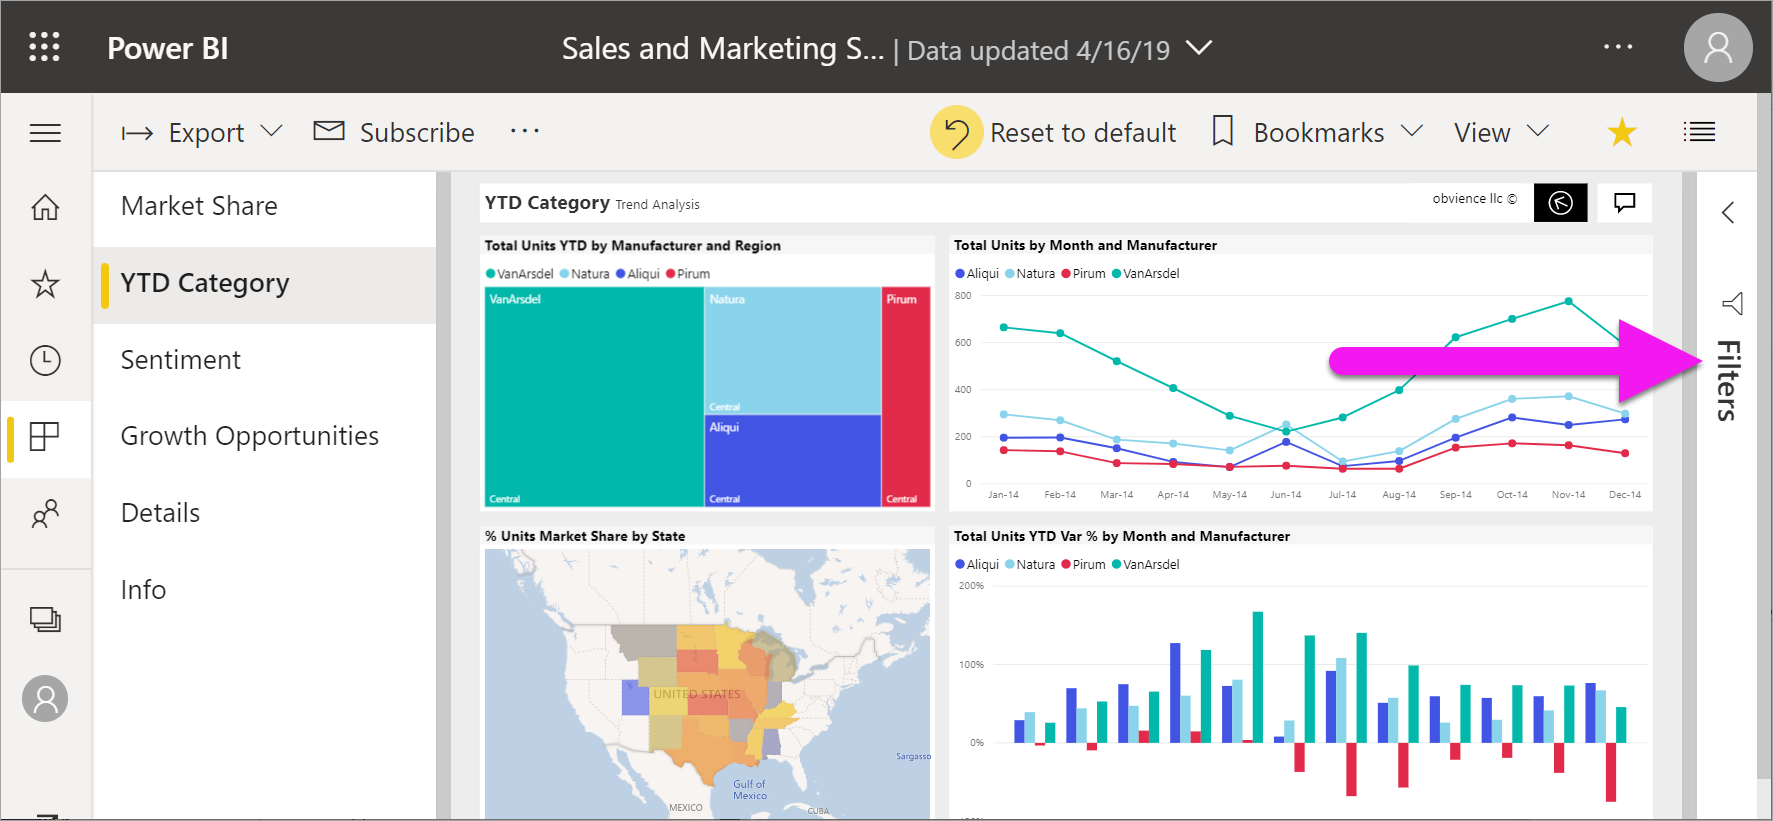 Power BI
Sales and Marketing S... | Data updated 4/16/19
Export
Subscribe
Reset to default
Bookmarks
View
Market Share
YTD Category
Sentiment
Growth Opportunities
Details
Info
YTD Category Trend Analysis
obvience llc ©
Total Units YTD by Manufacturer and Region
VanArsdel Natura Aliqui Pirum
VanArsdel
Central
Natura
Central
Aliqui
Central
Pirum
Central
Total Units by Month and Manufacturer
Aliqui Natura Pirum VanArsdel
800
600
400
200
0
Jan-14 Feb-14 Mar-14 Apr-14 May-14 Jun-14 Jul-14 Aug-14 Sep-14 Oct-14 Nov-14 Dec-14
% Units Market Share by State
UNITED STATES
Sargasso
Gulf of
Mexico
MEXICO
CUBA
Total Units YTD Var % by Month and Manufacturer
Aliqui Natura Pirum VanArsdel
200%
100%
0%
Filters